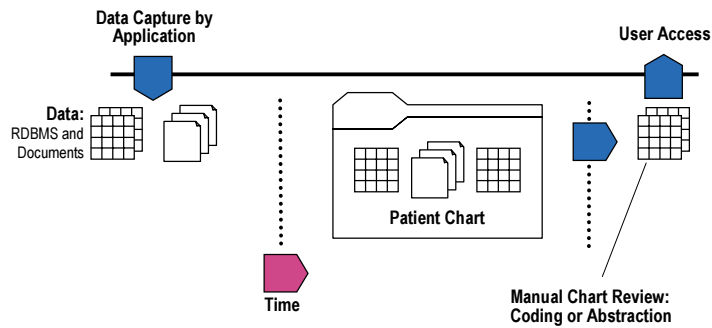 Data Capture by
Application
User Access
Data:
RDBMS and
Documents
Patient Chart
Time
Manual Chart Review:
Coding or Abstraction